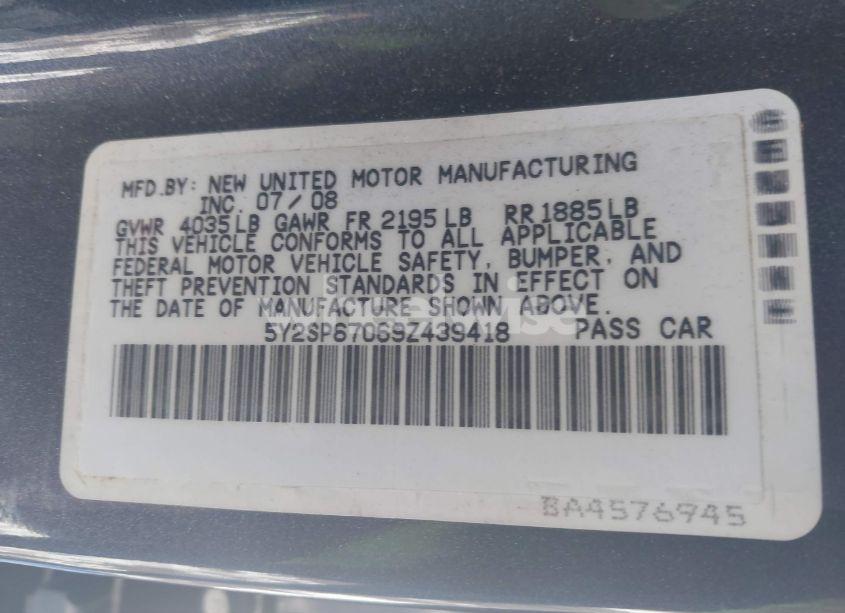 MFD.BY: NEW UNITED MOTOR MANUFACTURING
INC. 07/08
GVWR 4035LB GAWR FR 2195LB RR 1885LB
THIS VEHICLE CONFORMS TO ALL APPLICABLE
FEDERAL MOTOR VEHICLE SAFETY, BUMPER, AND
THEFT PREVENTION STANDARDS IN EFFECT ON
THE DATE OF MANUFACTURE SHOWN ABOVE.
5Y2SP67069Z439418 PASS CAR
BA4576945